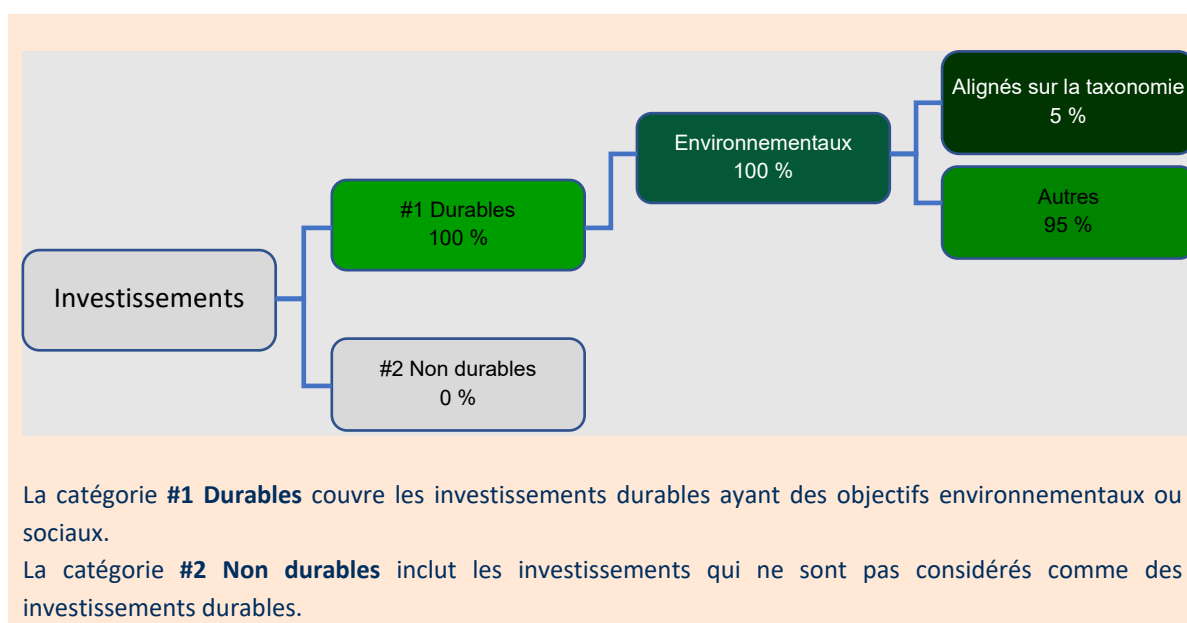 Alignés sur la taxonomie
5 %
Environnementaux
100 %
#1 Durables
100 %
Autres
95 %
Investissements
#2 Non durables
0 %
La catégorie #1 Durables couvre les investissements durables ayant des objectifs environnementaux ou
sociaux.
La catégorie #2 Non durables inclut les investissements qui ne sont pas considérés comme des
investissements durables.